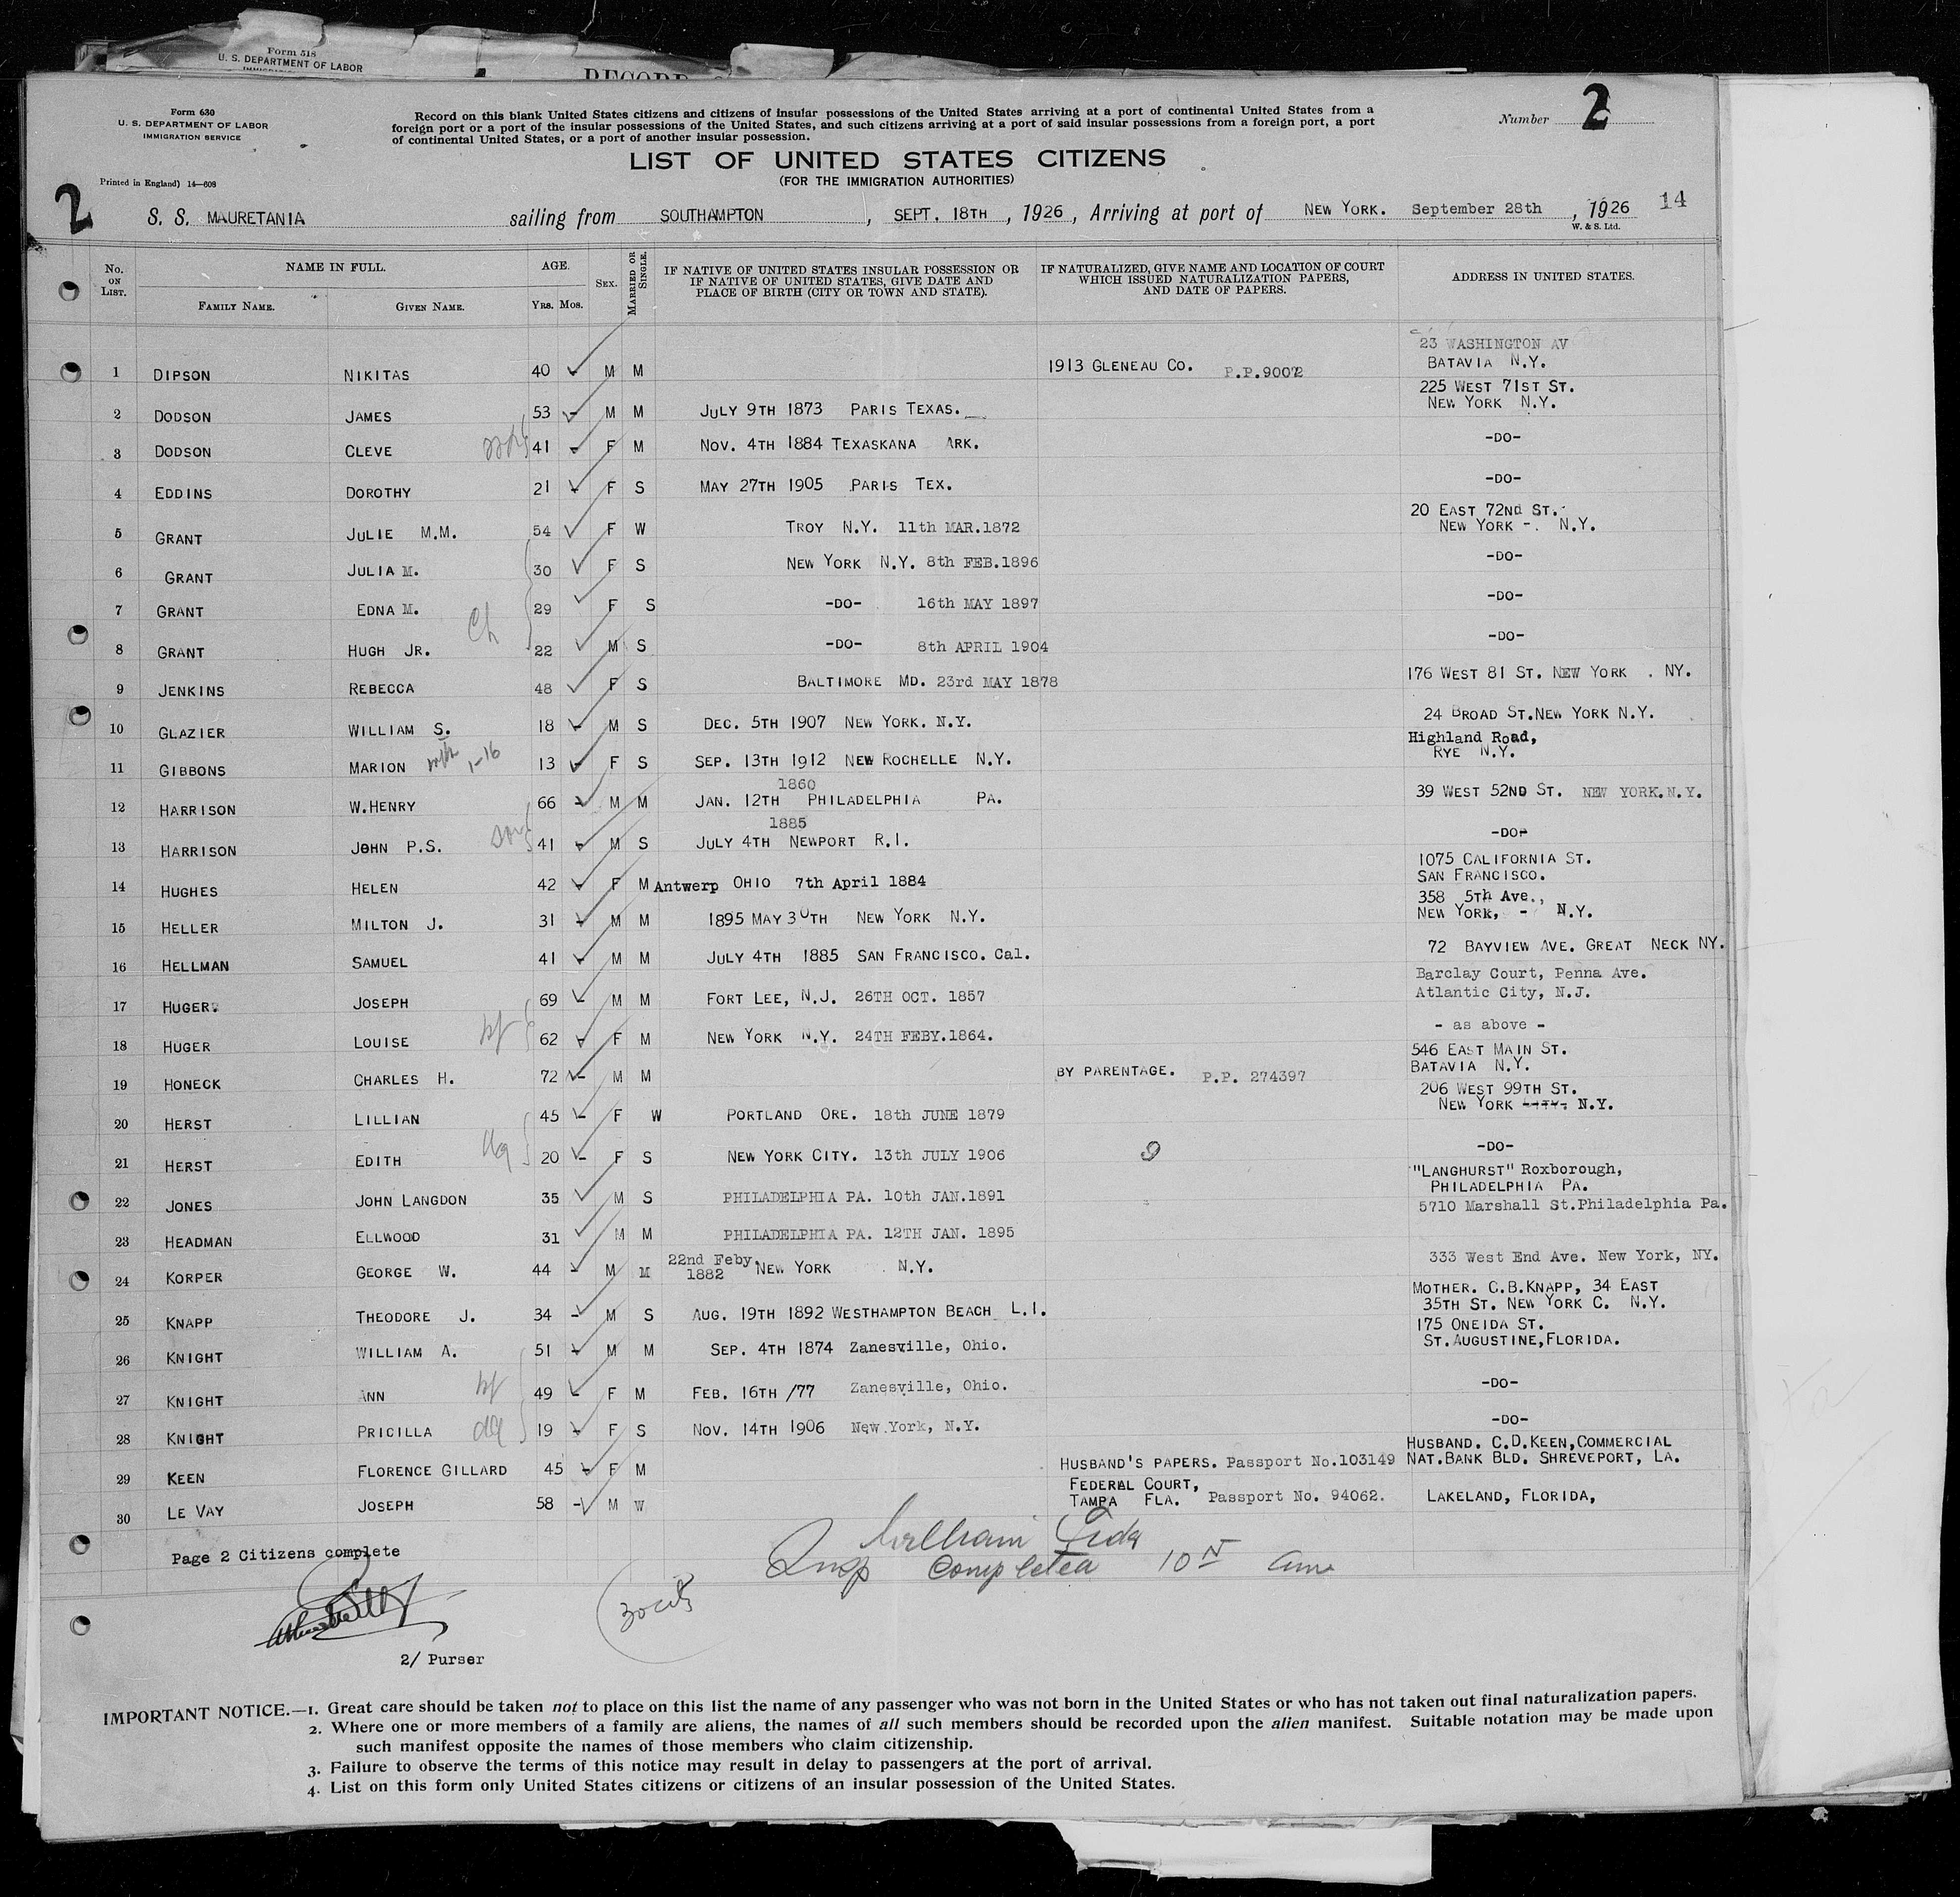 Form 518
U. S. DEPARTMENT OF LABOR
RECORD
Form 630
U. S. DEPARTMENT OF LABOR
IMMIGRATION SERVICE
Record on this blank United States citizens and citizens of insular possessions of the United States arriving at a port of continental United States from a
foreign port or a port of the insular possessions of the United States, and such citizens arriving at a port of said insular possessions from a foreign port, a port
of continental United States, or a port of another insular possession.
Number 2
LIST OF UNITED STATES CITIZENS
(FOR THE IMMIGRATION AUTHORITIES)
Printed in England) 14—608
2
S. S. MAURETANIA sailing from SOUTHAMPTON, SEPT. 18TH, 1926, Arriving at port of NEW YORK. September 28th, 1926 14
W. & S. Ltd.
No. ON LIST. NAME IN FULL. FAMILY NAME. GIVEN NAME. AGE. YRS. MOS. SEX. MARRIED OR SINGLE. IF NATIVE OF UNITED STATES INSULAR POSSESSION OR IF NATIVE OF UNITED STATES, GIVE DATE AND PLACE OF BIRTH (CITY OR TOWN AND STATE). IF NATURALIZED, GIVE NAME AND LOCATION OF COURT WHICH ISSUED NATURALIZATION PAPERS, AND DATE OF PAPERS. ADDRESS IN UNITED STATES.
1 DIPSON NIKITAS 40 M M 1913 GLENEAU CO. P.P.9007 23 WASHINGTON AV BATAVIA N.Y.
2 DODSON JAMES 53 M M JULY 9TH 1873 PARIS TEXAS. 225 WEST 71ST ST. NEW YORK N.Y.
3 DODSON CLEVE 41 F M NOV. 4TH 1884 TEXASKANA ARK. -DO-
4 EDDINS DOROTHY 21 F S MAY 27TH 1905 PARIS TEX. -DO-
5 GRANT JULIE M.M. 54 F W TROY N.Y. 11th MAR.1872 20 EAST 72ND ST. NEW YORK -. N.Y.
6 GRANT JULIA M. 30 F S NEW YORK N.Y. 8th FEB.1896 -DO-
7 GRANT EDNA M. 29 F S -DO- 16th MAY 1897 -DO-
8 GRANT HUGH JR. Ch 22 M S -DO- 8th APRIL 1904 -DO-
9 JENKINS REBECCA 48 F S BALTIMORE MD. 23rd MAY 1878 176 WEST 81 ST. NEW YORK . NY.
10 GLAZIER WILLIAM S. 18 M S DEC. 5TH 1907 NEW YORK. N.Y. 24 BROAD ST.NEW YORK N.Y.
11 GIBBONS MARION 1-16 13 F S SEP. 13TH 1912 NEW ROCHELLE N.Y. Highland Road, RYE N.Y.
12 HARRISON W.HENRY 66 M M JAN. 12TH 1860 PHILADELPHIA PA. 39 WEST 52ND ST. NEW YORK.N.Y.
13 HARRISON JOHN P.S. son 41 M S JULY 4TH 1885 NEWPORT R.I. -DO-
14 HUGHES HELEN 42 F M Antwerp OHIO 7th April 1884 1075 CALIFORNIA ST. SAN FRANCISCO.
15 HELLER MILTON J. 31 M M 1895 MAY 30TH NEW YORK N.Y. 358 5TH Ave., NEW YORK, - N.Y.
16 HELLMAN SAMUEL 41 M M JULY 4TH 1885 SAN FRANCISCO. Cal. 72 BAYVIEW AVE. GREAT NECK NY.
17 HUGER JOSEPH 69 M M FORT LEE, N.J. 26TH OCT. 1857 Barclay Court, Penna Ave. Atlantic City, N.J.
18 HUGER LOUISE wf 62 F M NEW YORK N.Y. 24TH FEBY.1864. - as above -
19 HONECK CHARLES H. 72 M M BY PARENTAGE. P.P. 274397 546 EAST MAIN ST. BATAVIA N.Y.
20 HERST LILLIAN 45 F W PORTLAND ORE. 18th JUNE 1879 206 WEST 99TH ST. NEW YORK CITY. N.Y.
21 HERST EDITH dg 20 F S NEW YORK CITY. 13th JULY 1906 -DO-
22 JONES JOHN LANGDON 35 M S PHILADELPHIA PA. 10th JAN.1891 "LANGHURST" Roxborough, PHILADELPHIA PA.
23 HEADMAN ELLWOOD 31 M M PHILADELPHIA PA. 12TH JAN. 1895 5710 Marshall St.Philadelphia Pa.
24 KORPER GEORGE W. 44 M M 22nd Feby. 1882 NEW YORK N.Y. 333 West End Ave. New York, NY.
25 KNAPP THEODORE J. 34 M S AUG. 19TH 1892 WESTHAMPTON BEACH L.I. MOTHER. C.B.KNAPP, 34 EAST 35TH ST. NEW YORK C. N.Y.
26 KNIGHT WILLIAM A. 51 M M SEP. 4TH 1874 Zanesville, Ohio. 175 ONEIDA ST. ST.AUGUSTINE,FLORIDA.
27 KNIGHT ANN wf 49 F M FEB. 16TH /77 Zanesville, Ohio. -DO-
28 KNIGHT PRICILLA dg 19 F S NOV. 14TH 1906 New York, N.Y. -DO-
29 KEEN FLORENCE GILLARD 45 F M HUSBAND'S PAPERS. Passport No.103149 HUSBAND. C.D.KEEN,COMMERCIAL NAT.BANK BLD. SHREVEPORT, LA.
30 LE VAY JOSEPH 58 M W FEDERAL COURT, TAMPA FLA. Passport No. 94062. LAKELAND, FLORIDA,
Page 2 Citizens complete
William
Insp Completed 10
2/ Purser
IMPORTANT NOTICE.—1. Great care should be taken not to place on this list the name of any passenger who was not born in the United States or who has not taken out final naturalization papers.
2. Where one or more members of a family are aliens, the names of all such members should be recorded upon the alien manifest. Suitable notation may be made upon
such manifest opposite the names of those members who claim citizenship.
3. Failure to observe the terms of this notice may result in delay to passengers at the port of arrival.
4. List on this form only United States citizens or citizens of an insular possession of the United States.